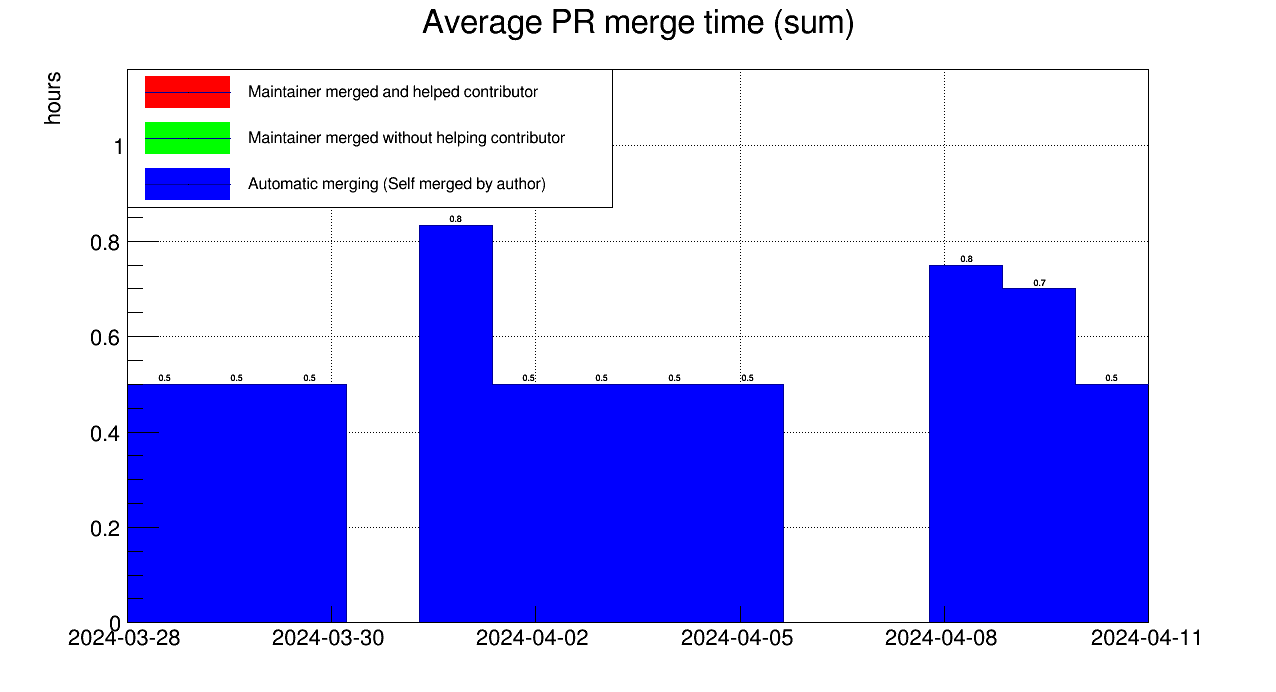 Average PR merge time (sum)
hours
Maintainer merged and helped contributor
Maintainer merged without helping contributor
Automatic merging (Self merged by author)
1
0.8
0.6
0.4
0.2
0
0.8
0.8
0.7
0.5 0.5 0.5 0.5 0.5 0.5 0.5 0.5
2024-03-28 2024-03-30 2024-04-02 2024-04-05 2024-04-08 2024-04-11